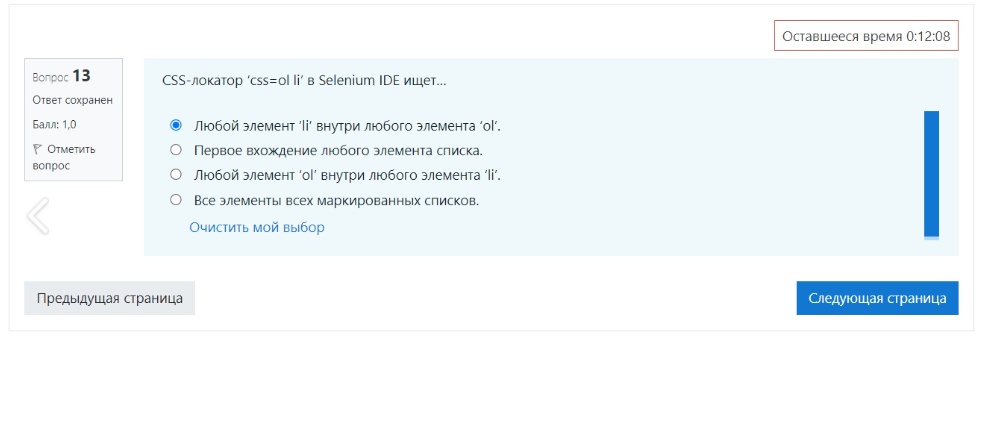 Оставшееся время 0:12:08
Вопрос 13
Ответ сохранен
Балл: 1,0
Отметить
вопрос
CSS-локатор ‘css=ol li’ в Selenium IDE ищет...
Любой элемент ‘li’ внутри любого элемента ‘ol’.
Первое вхождение любого элемента списка.
Любой элемент ‘ol’ внутри любого элемента ‘li’.
Все элементы всех маркированных списков.
Очистить мой выбор
Предыдущая страница
Следующая страница